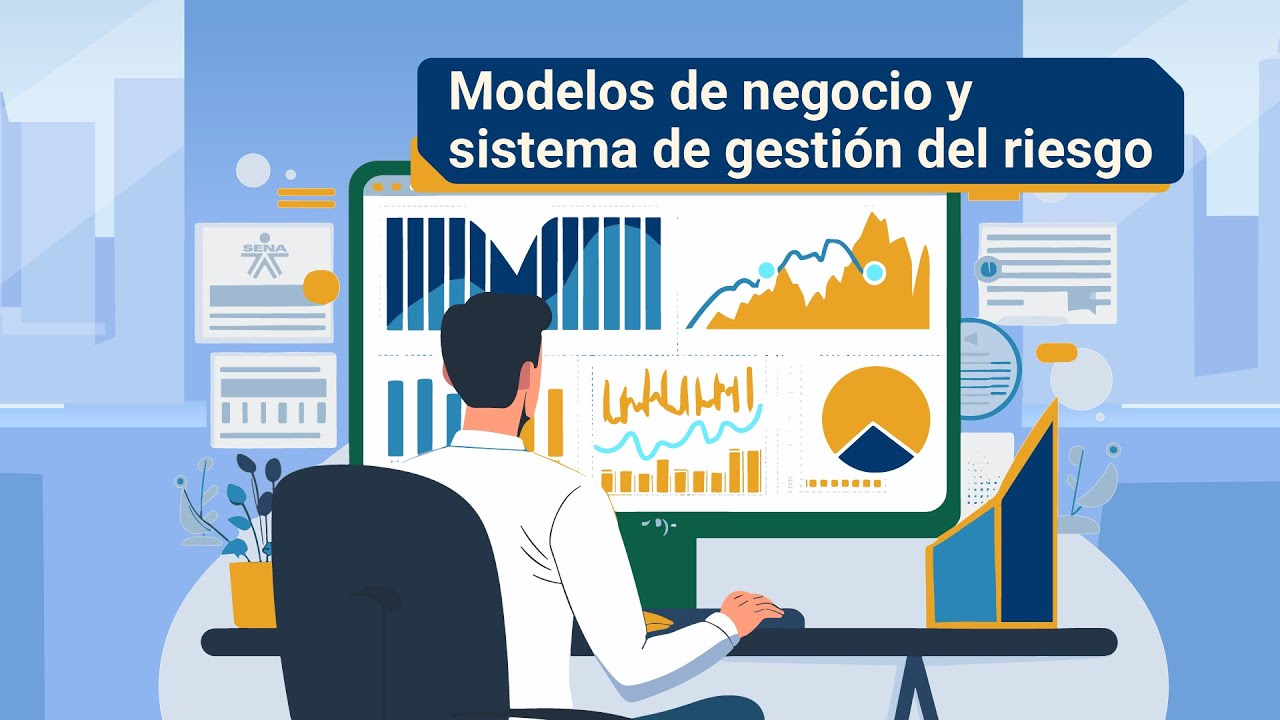 Modelos de negocio y
sistema de gestión del riesgo
SENA